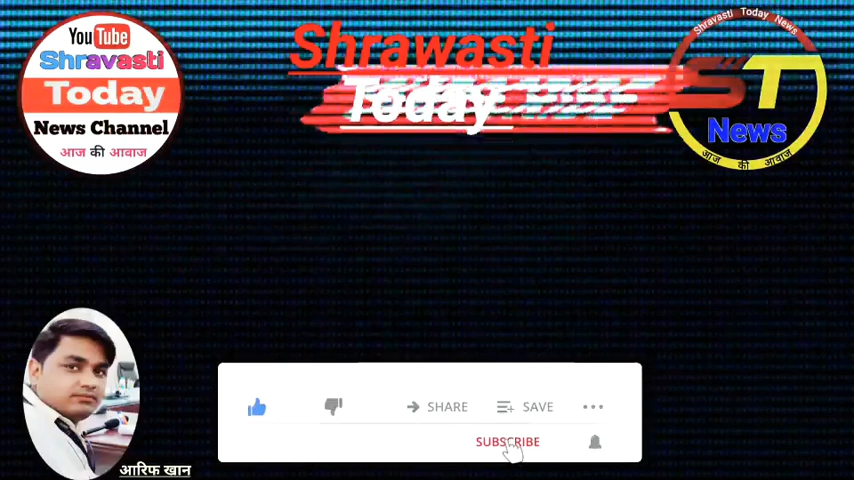 YouTube
Shravasti
Today
News Channel
आज की आवाज
Shrawasti
Today
Shravasti Today News
ST
News
आज की आवाज
SHARE
SAVE
SUBSCRIBE
आरिफ खान